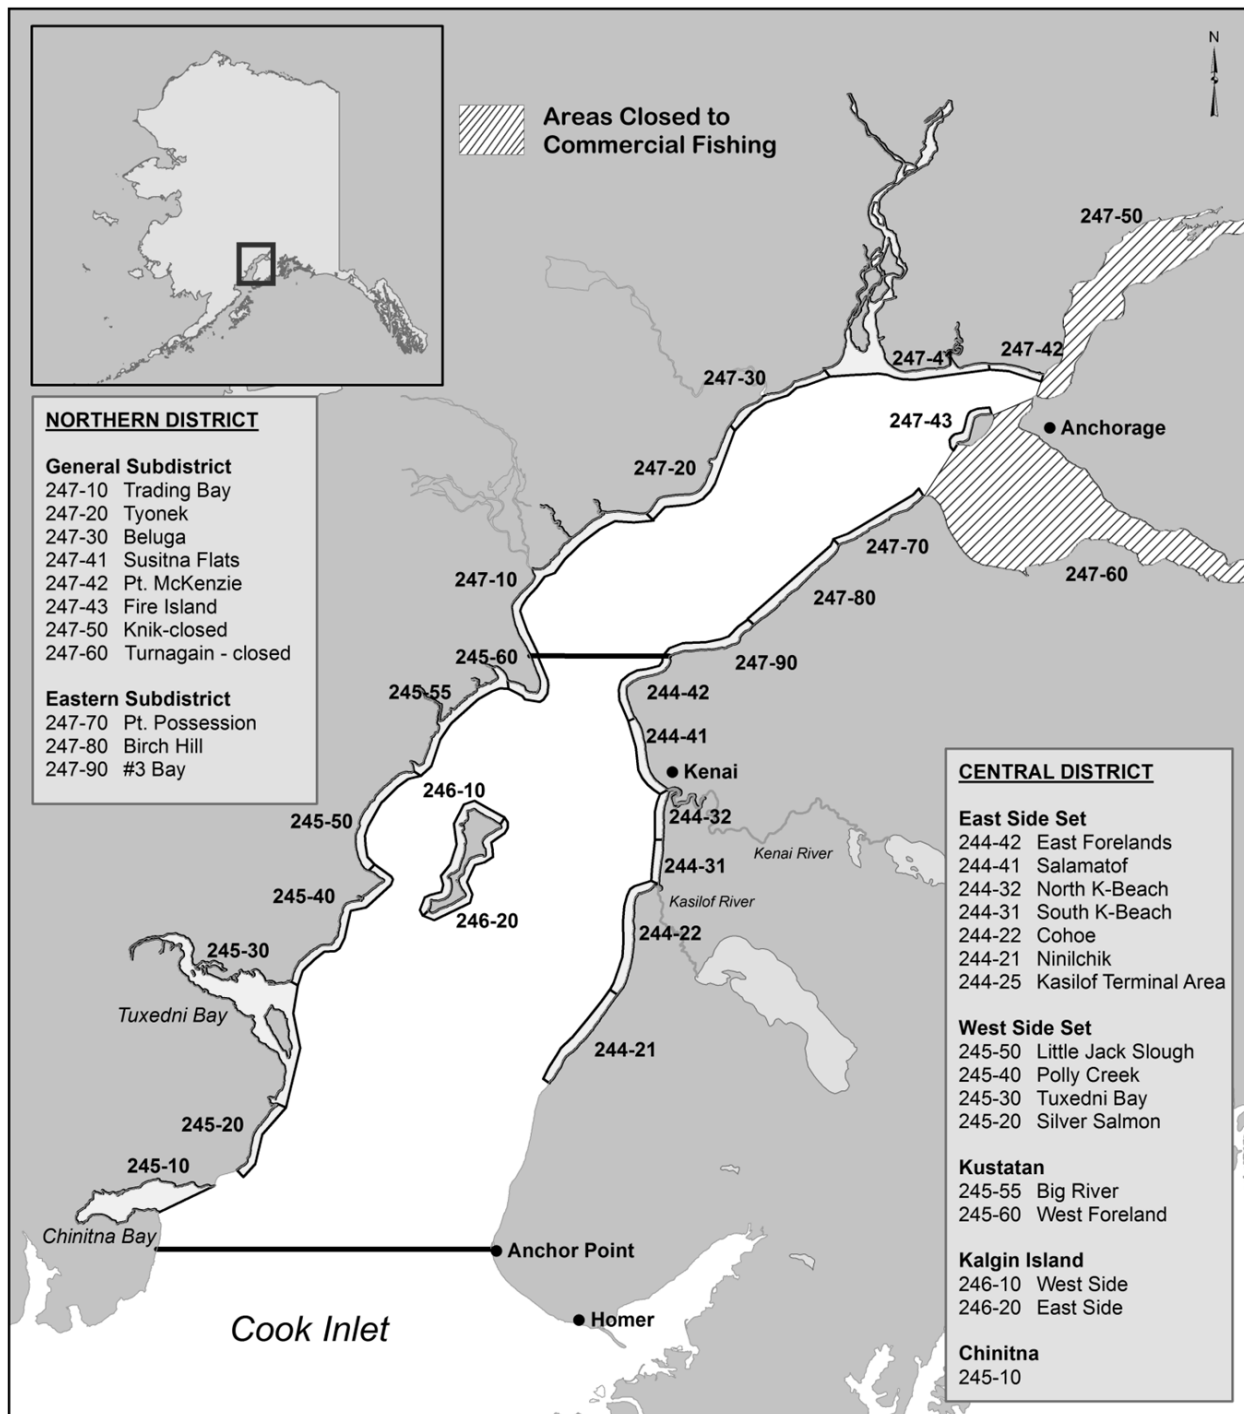 N
Areas Closed to
Commercial Fishing
247-50
247-41
247-42
247-30
247-43
Anchorage
247-20
247-10
247-70
247-60
247-80
245-60
247-90
245-55
244-42
244-41
Kenai
246-10
245-50
244-32
Kenai River
244-31
245-40
Kasilof River
246-20
244-22
245-30
Tuxedni Bay
244-21
245-20
245-10
Chinitna Bay
Anchor Point
Homer
Cook Inlet
NORTHERN DISTRICT
General Subdistrict
247-10 Trading Bay
247-20 Tyonek
247-30 Beluga
247-41 Susitna Flats
247-42 Pt. McKenzie
247-43 Fire Island
247-50 Knik-closed
247-60 Turnagain - closed
Eastern Subdistrict
247-70 Pt. Possession
247-80 Birch Hill
247-90 #3 Bay
CENTRAL DISTRICT
East Side Set
244-42 East Forelands
244-41 Salamatof
244-32 North K-Beach
244-31 South K-Beach
244-22 Cohoe
244-21 Ninilchik
244-25 Kasilof Terminal Area
West Side Set
245-50 Little Jack Slough
245-40 Polly Creek
245-30 Tuxedni Bay
245-20 Silver Salmon
Kustatan
245-55 Big River
245-60 West Foreland
Kalgin Island
246-10 West Side
246-20 East Side
Chinitna
245-10